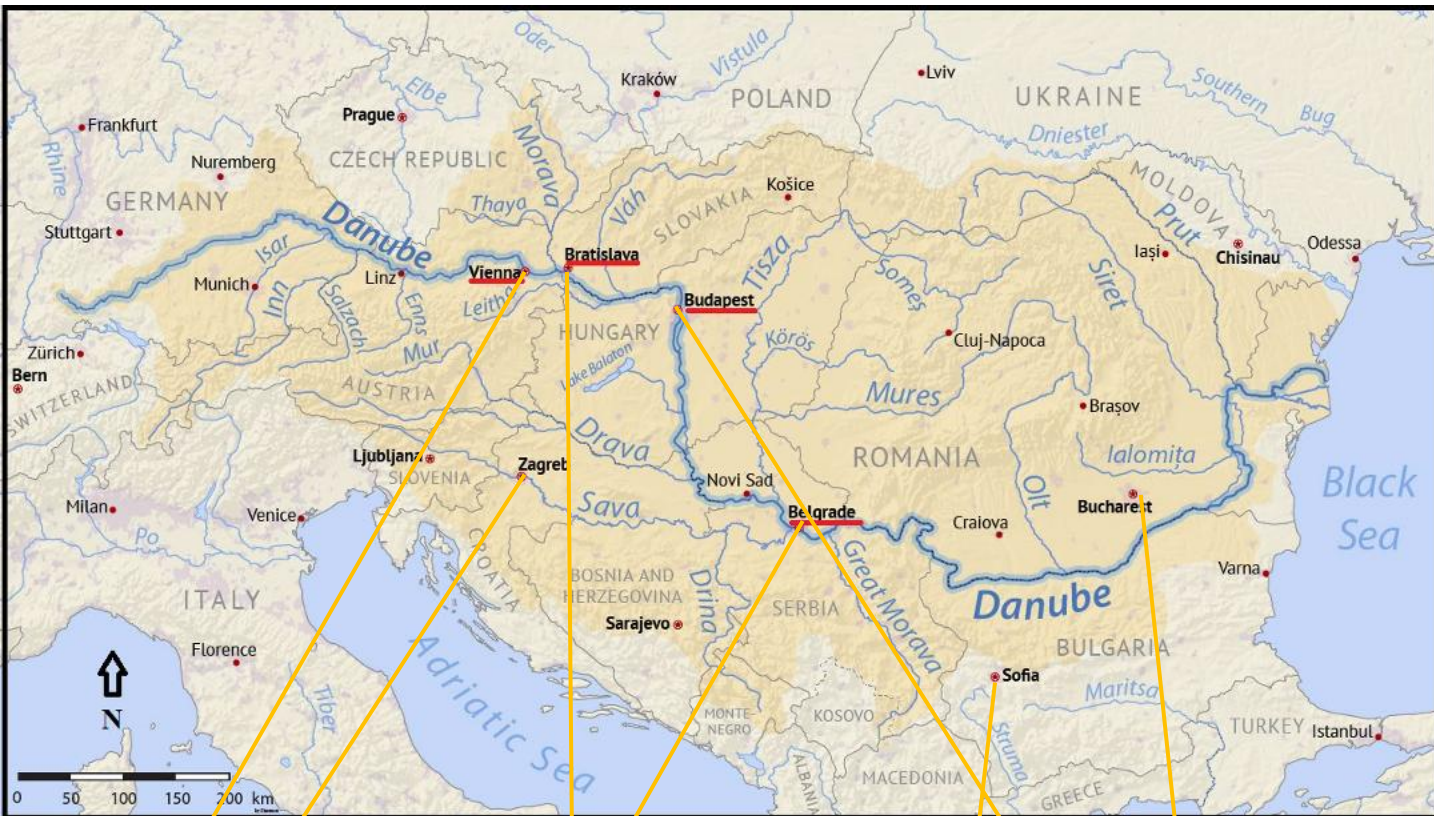 Oder
Vistula
Kraków
Lviv
POLAND
UKRAINE
Southern
Bug
Elbe
Prague
Frankfurt
Rhine
Morava
Dniester
CZECH REPUBLIC
Nuremberg
MOLDOVA
GERMANY
Košice
Thaya
Váh
SLOVAKIA
Stuttgart
Danube
Prut
Isar
Tisza
Iași
Chisinau
Odessa
Bratislava
Vienna
Linz
Munich
Someș
Siret
Inn
Salzach
Enns
Leitha
Budapest
HUNGARY
Körös
Cluj-Napoca
Zürich
Mur
Lake Balaton
Bern
SWITZERLAND
AUSTRIA
Mures
Brașov
Drava
Ljubljana
SLOVENIA
Zagreb
ROMANIA
Ialomița
Novi Sad
Olt
Black
Sea
Milan
Venice
Sava
Bucharest
Belgrade
Craiova
Po
CROATIA
BOSNIA AND
HERZEGOVINA
Drina
Great Morava
Varna
ITALY
SERBIA
Danube
Sarajevo
BULGARIA
Florence
Adriatic Sea
Sofia
Maritsa
Tiber
N
MONTE-
NEGRO
KOSOVO
Struma
TURKEY
Istanbul
ALBANIA
MACEDONIA
GREECE
0 50 100 150 200 km